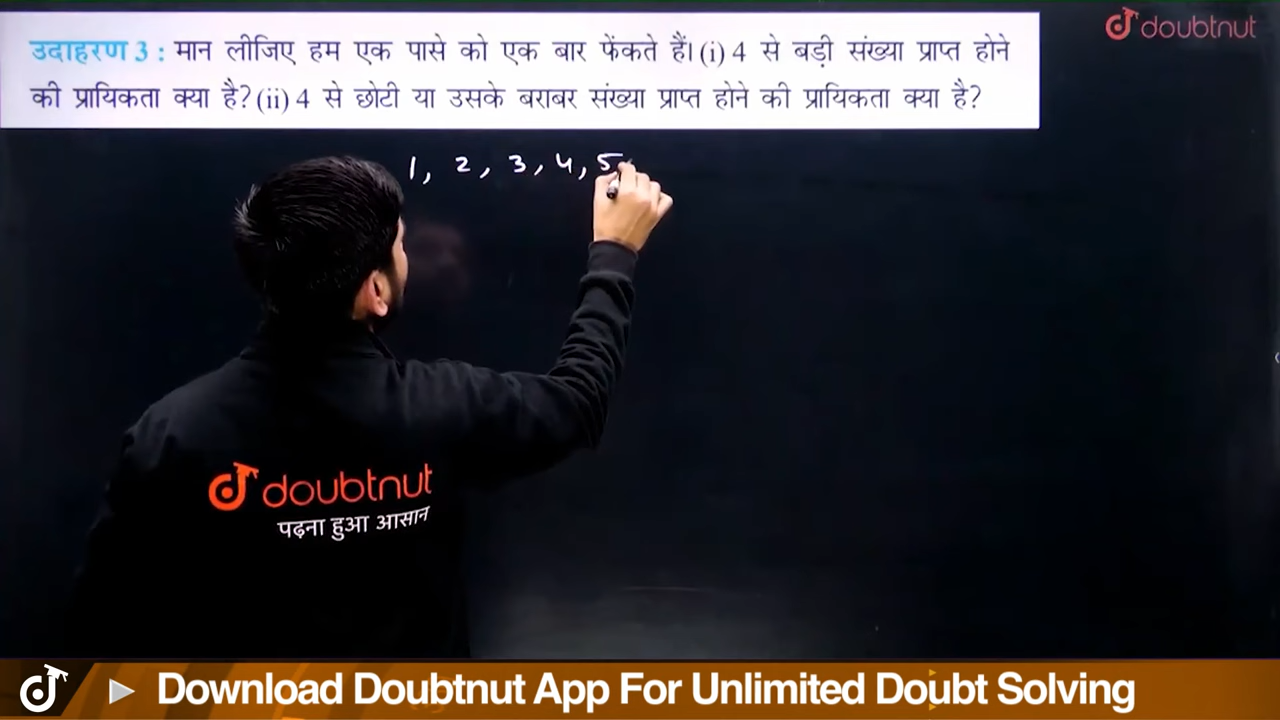 उदाहरण 3 : मान लीजिए हम एक पासे को एक बार फेंकते हैं। (i) 4 से बड़ी संख्या प्राप्त होने
की प्रायिकता क्या है? (ii) 4 से छोटी या उसके बराबर संख्या प्राप्त होने की प्रायिकता क्या है?
doubtnut
1, 2, 3, 4, 5,
doubtnut
पढ़ना हुआ आसान
Download Doubtnut App For Unlimited Doubt Solving